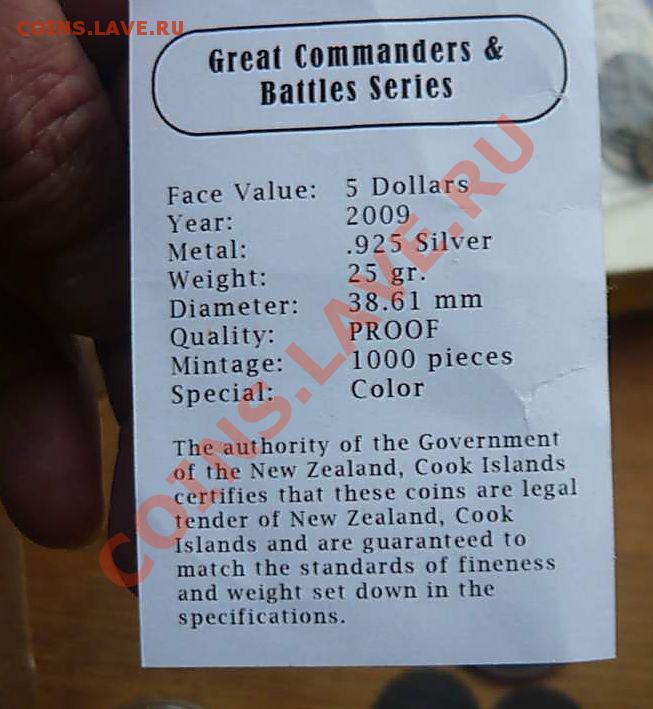 COINS.LAVE.RU
COINS.LAVE.RU
Great Commanders &
Battles Series
Face Value: 5 Dollars
Year: 2009
Metal: .925 Silver
Weight: 25 gr.
Diameter: 38.61 mm
Quality: PROOF
Mintage: 1000 pieces
Special: Color
The authority of the Government
of the New Zealand, Cook Islands
certifies that these coins are legal
tender of New Zealand, Cook
Islands and are guaranteed to
match the standards of fineness
and weight set down in the
specifications.
COINS.LAVE.RU